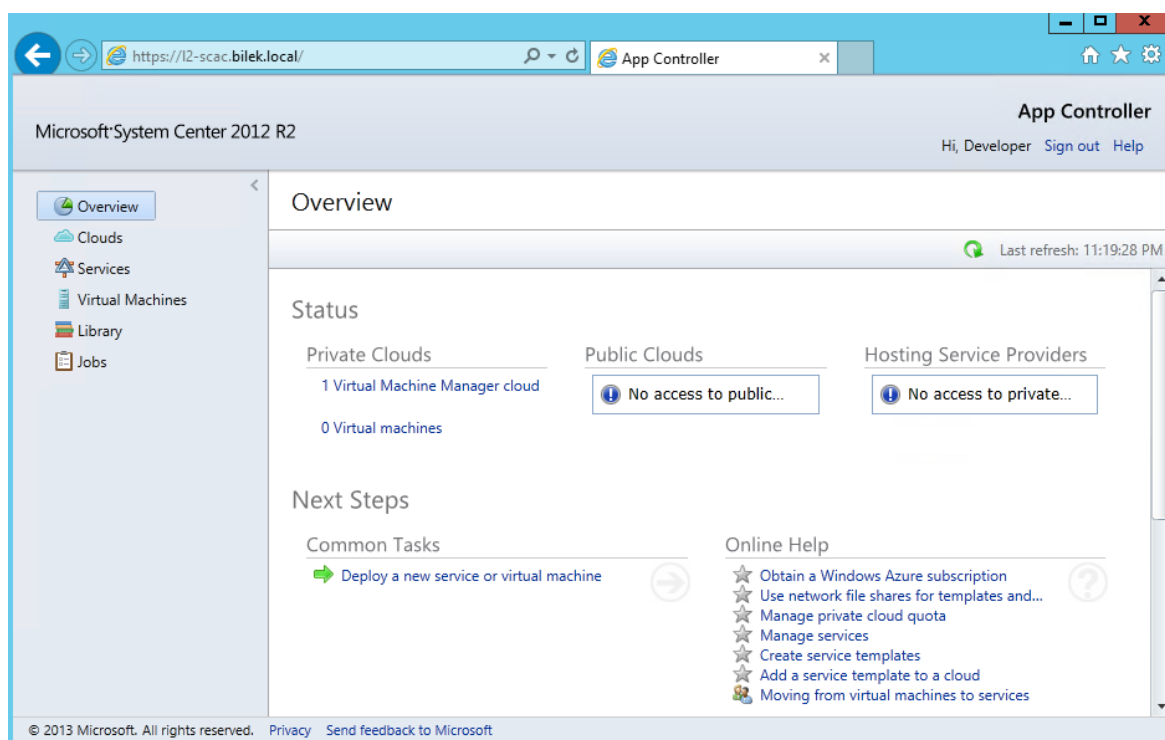 https://l2-scac.bilek.local/
App Controller
Microsoft System Center 2012 R2
App Controller
Hi, Developer Sign out Help
Overview
Clouds
Services
Virtual Machines
Library
Jobs
Overview
Last refresh: 11:19:28 PM
Status
Private Clouds
1 Virtual Machine Manager cloud
0 Virtual machines
Public Clouds
No access to public...
Hosting Service Providers
No access to private...
Next Steps
Common Tasks
Deploy a new service or virtual machine
Online Help
Obtain a Windows Azure subscription
Use network file shares for templates and...
Manage private cloud quota
Manage services
Create service templates
Add a service template to a cloud
Moving from virtual machines to services
© 2013 Microsoft. All rights reserved. Privacy Send feedback to Microsoft